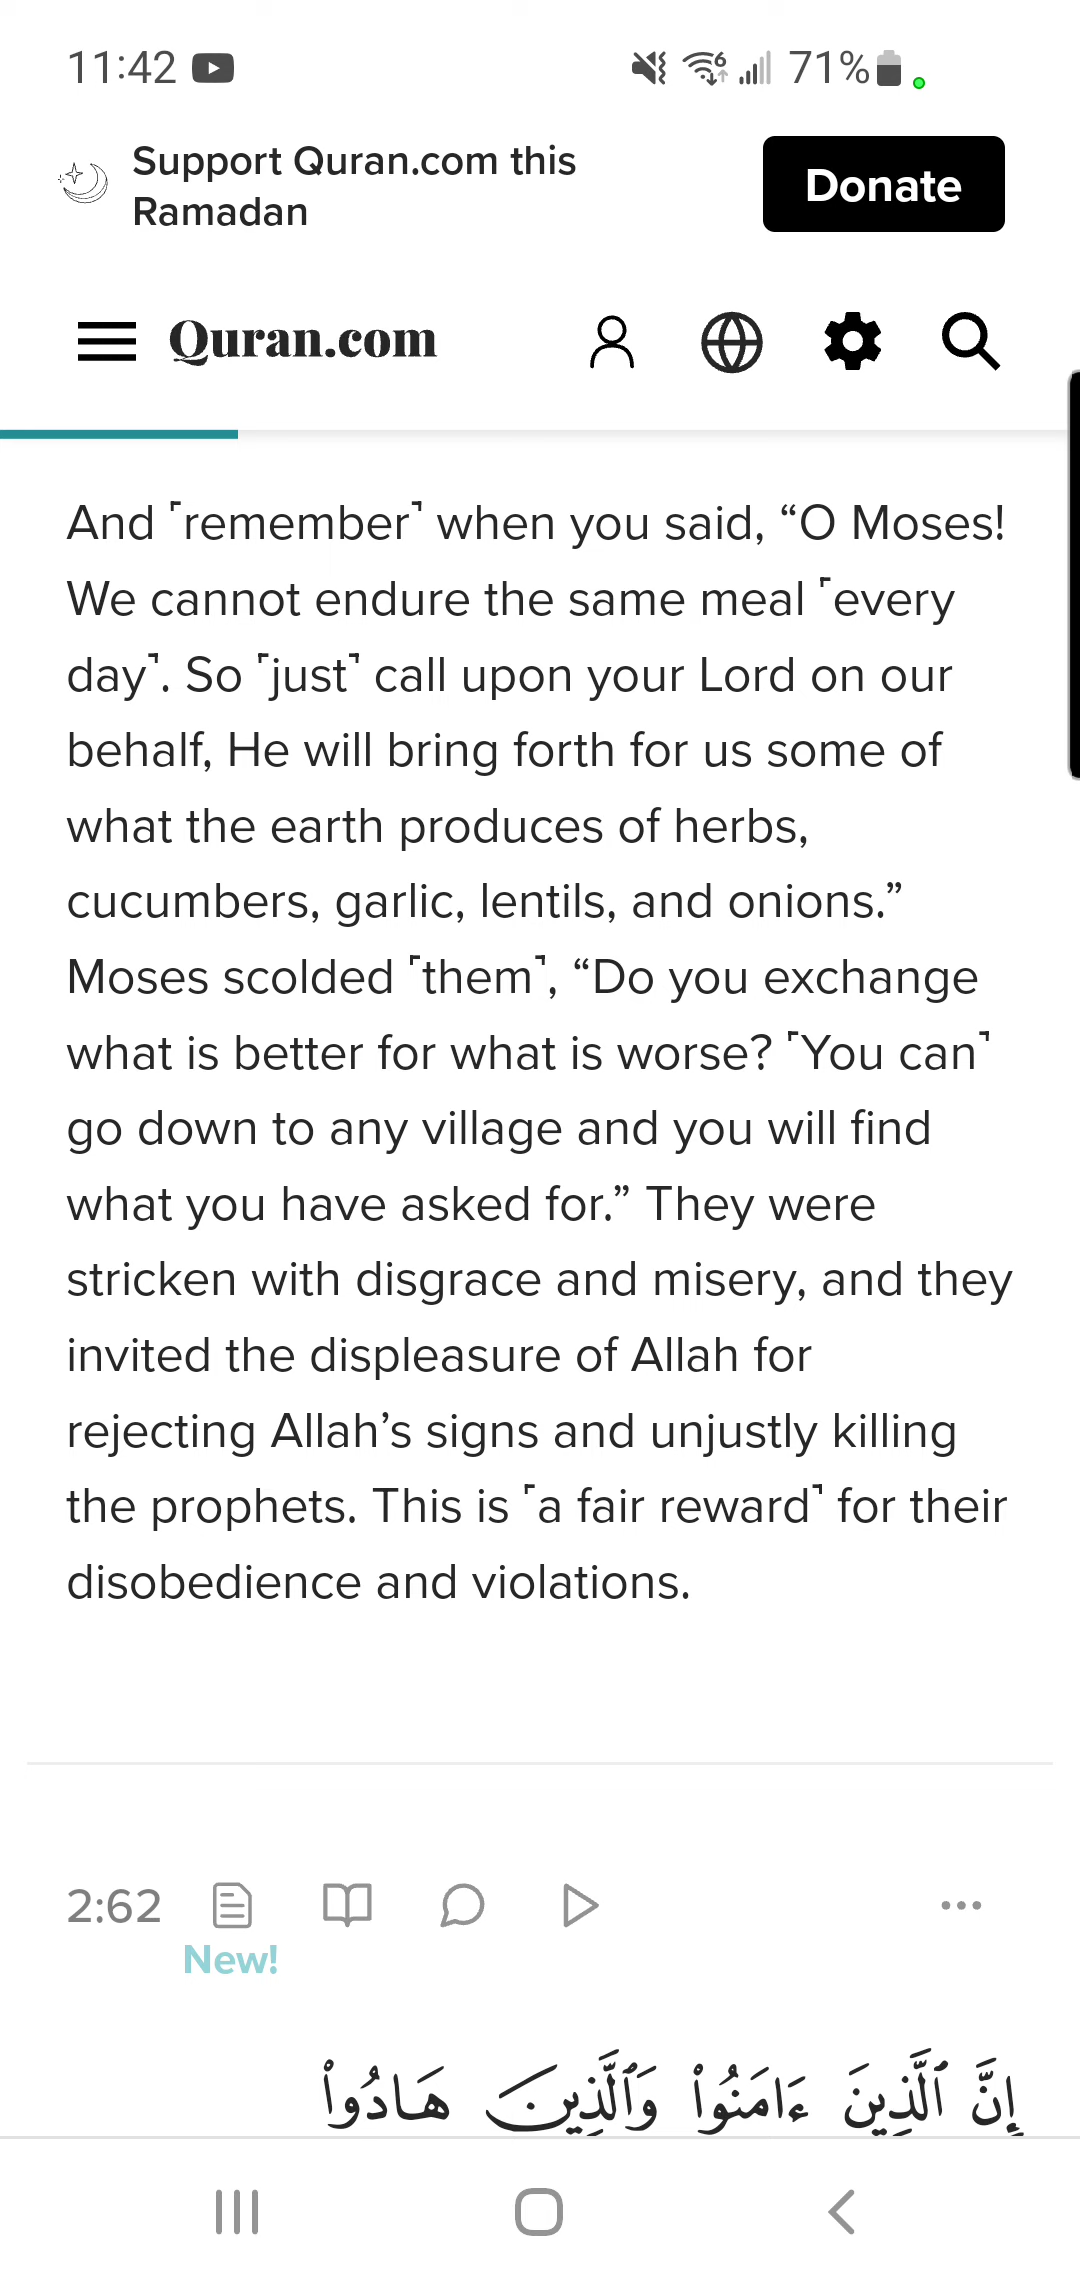 11:42
71%
Support Quran.com this
Ramadan
Donate
Quran.com
And ˹remember˺ when you said, “O Moses!
We cannot endure the same meal ˹every
day˺. So ˹just˺ call upon your Lord on our
behalf, He will bring forth for us some of
what the earth produces of herbs,
cucumbers, garlic, lentils, and onions.”
Moses scolded ˹them˺, “Do you exchange
what is better for what is worse? ˹You can˺
go down to any village and you will find
what you have asked for.” They were
stricken with disgrace and misery, and they
invited the displeasure of Allah for
rejecting Allah’s signs and unjustly killing
the prophets. This is ˹a fair reward˺ for their
disobedience and violations.
2:62
New!
إِنَّ ٱلَّذِينَ ءَامَنُوا۟ وَٱلَّذِينَ هَادُوا۟